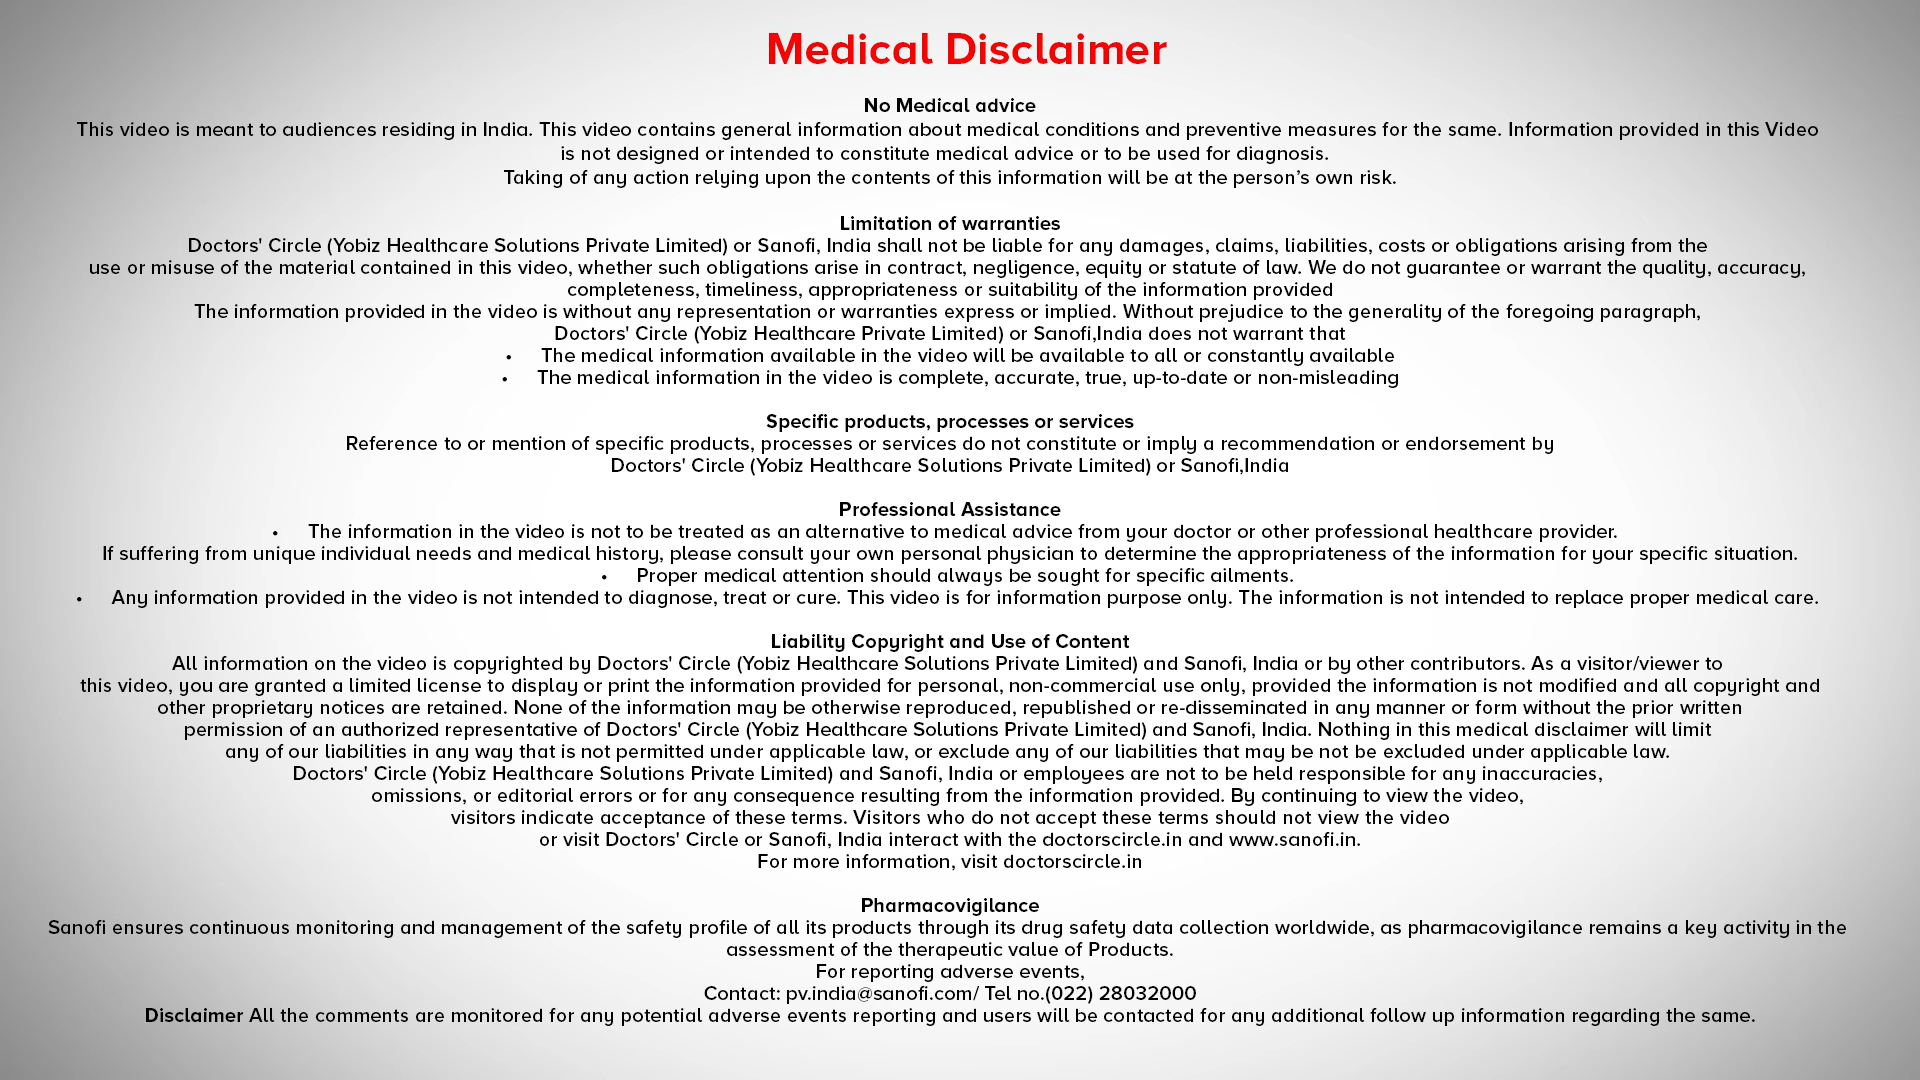 Medical Disclaimer
No Medical advice
This video is meant to audiences residing in India. This video contains general information about medical conditions and preventive measures for the same. Information provided in this Video
is not designed or intended to constitute medical advice or to be used for diagnosis.
Taking of any action relying upon the contents of this information will be at the person’s own risk.
Limitation of warranties
Doctors' Circle (Yobiz Healthcare Solutions Private Limited) or Sanofi, India shall not be liable for any damages, claims, liabilities, costs or obligations arising from the
use or misuse of the material contained in this video, whether such obligations arise in contract, negligence, equity or statute of law. We do not guarantee or warrant the quality, accuracy,
completeness, timeliness, appropriateness or suitability of the information provided
The information provided in the video is without any representation or warranties express or implied. Without prejudice to the generality of the foregoing paragraph,
Doctors' Circle (Yobiz Healthcare Private Limited) or Sanofi,India does not warrant that
• The medical information available in the video will be available to all or constantly available
• The medical information in the video is complete, accurate, true, up-to-date or non-misleading
Specific products, processes or services
Reference to or mention of specific products, processes or services do not constitute or imply a recommendation or endorsement by
Doctors' Circle (Yobiz Healthcare Solutions Private Limited) or Sanofi,India
Professional Assistance
• The information in the video is not to be treated as an alternative to medical advice from your doctor or other professional healthcare provider.
If suffering from unique individual needs and medical history, please consult your own personal physician to determine the appropriateness of the information for your specific situation.
• Proper medical attention should always be sought for specific ailments.
• Any information provided in the video is not intended to diagnose, treat or cure. This video is for information purpose only. The information is not intended to replace proper medical care.
Liability Copyright and Use of Content
All information on the video is copyrighted by Doctors' Circle (Yobiz Healthcare Solutions Private Limited) and Sanofi, India or by other contributors. As a visitor/viewer to
this video, you are granted a limited license to display or print the information provided for personal, non-commercial use only, provided the information is not modified and all copyright and
other proprietary notices are retained. None of the information may be otherwise reproduced, republished or re-disseminated in any manner or form without the prior written
permission of an authorized representative of Doctors' Circle (Yobiz Healthcare Solutions Private Limited) and Sanofi, India. Nothing in this medical disclaimer will limit
any of our liabilities in any way that is not permitted under applicable law, or exclude any of our liabilities that may be not be excluded under applicable law.
Doctors' Circle (Yobiz Healthcare Solutions Private Limited) and Sanofi, India or employees are not to be held responsible for any inaccuracies,
omissions, or editorial errors or for any consequence resulting from the information provided. By continuing to view the video,
visitors indicate acceptance of these terms. Visitors who do not accept these terms should not view the video
or visit Doctors' Circle or Sanofi, India interact with the doctorscircle.in and www.sanofi.in.
For more information, visit doctorscircle.in
Pharmacovigilance
Sanofi ensures continuous monitoring and management of the safety profile of all its products through its drug safety data collection worldwide, as pharmacovigilance remains a key activity in the
assessment of the therapeutic value of Products.
For reporting adverse events,
Contact: pv.india@sanofi.com/ Tel no.(022) 28032000
Disclaimer All the comments are monitored for any potential adverse events reporting and users will be contacted for any additional follow up information regarding the same.